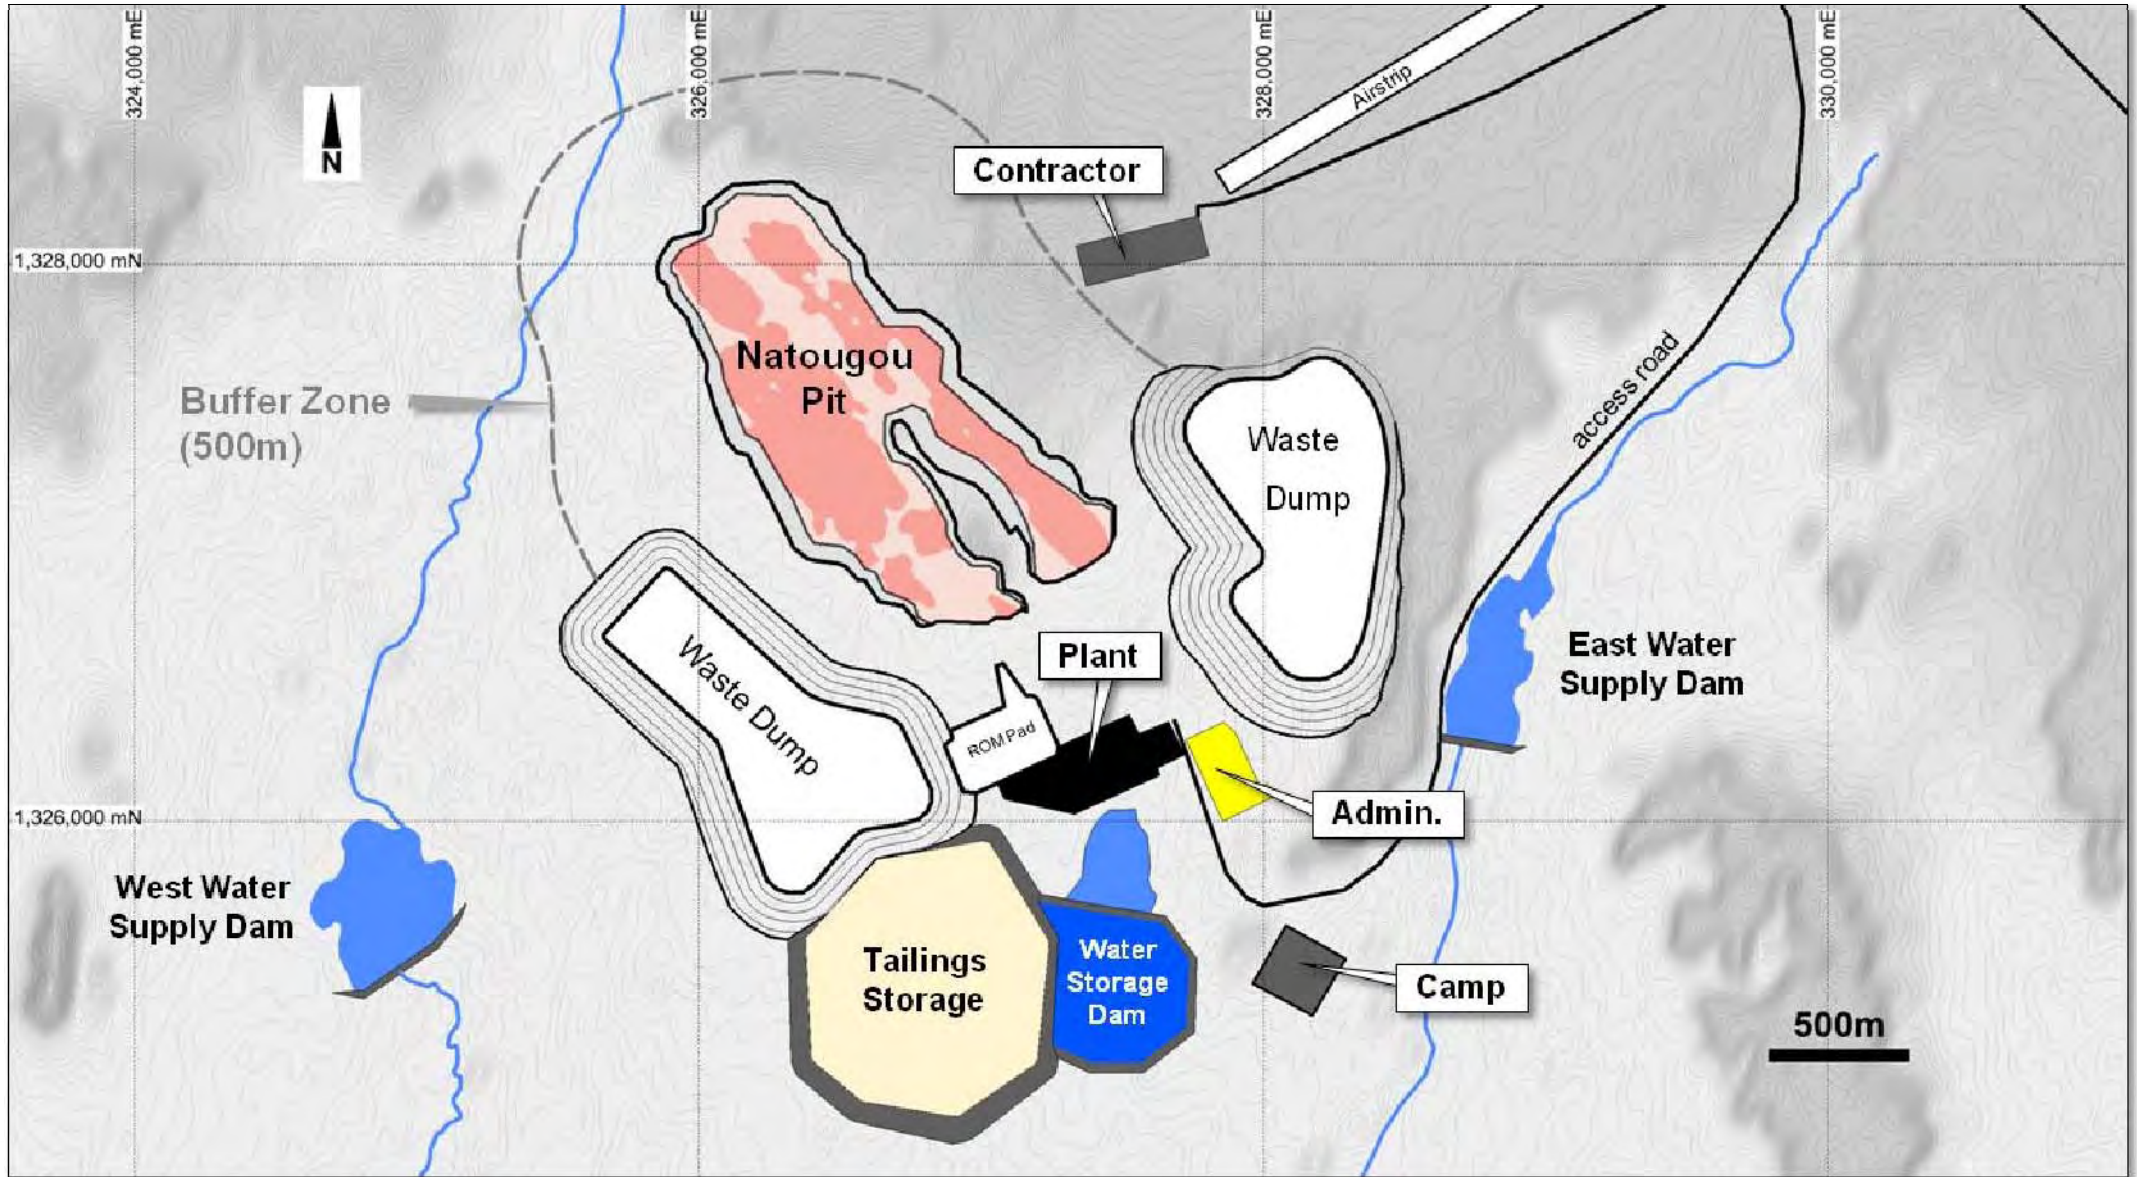 324,000 mE
326,000 mE
328,000 mE
330,000 mE
N
Airstrip
Contractor
1,328,000 mN
Natougou
Pit
Buffer Zone
(500m)
access road
Waste
Dump
East Water
Supply Dam
Plant
Waste Dump
ROM Pad
1,326,000 mN
Admin.
West Water
Supply Dam
Tailings
Storage
Water
Storage
Dam
Camp
500m